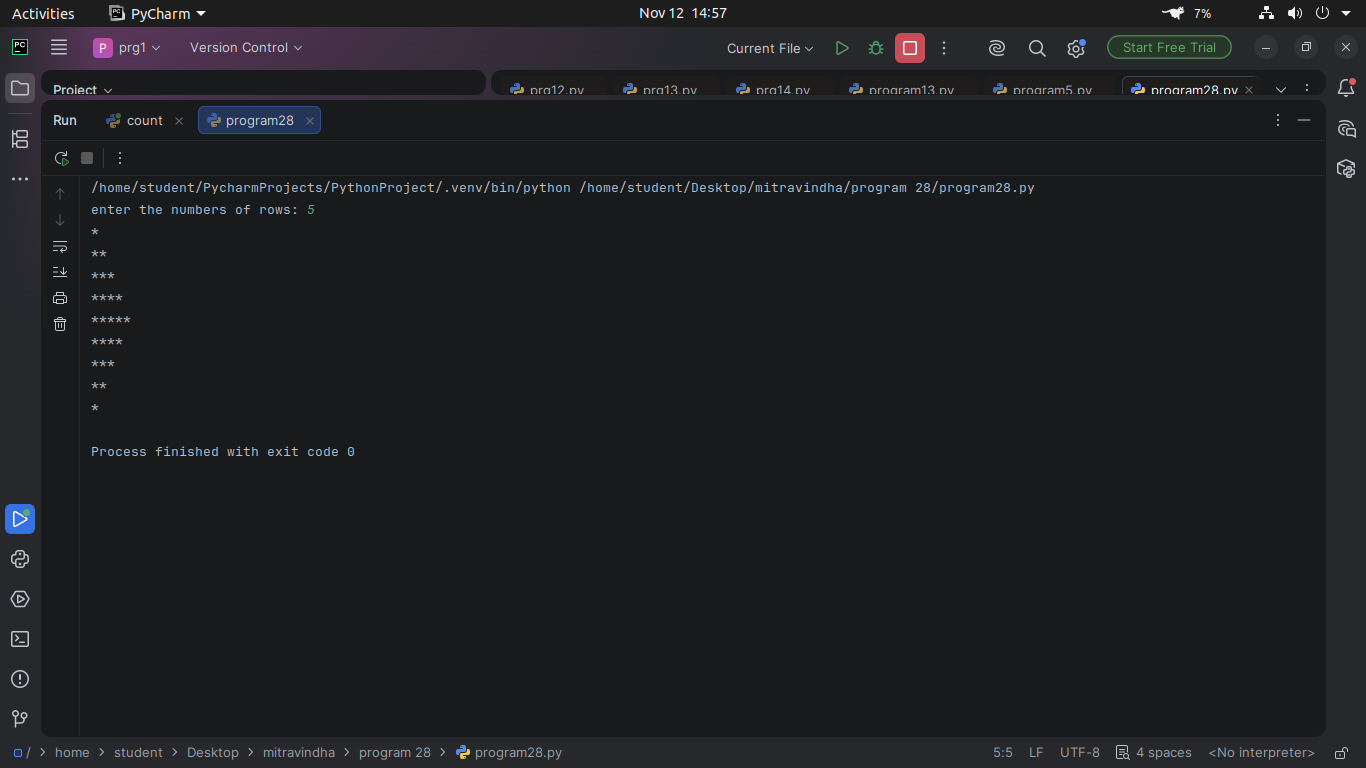 Activities PyCharm Nov 12 14:57 7%
PC P prg1 Version Control Current File Start Free Trial
Project prg12.py prg13.py prg14.py program13.py program5.py program28.py
Run count program28
/home/student/PycharmProjects/PythonProject/.venv/bin/python /home/student/Desktop/mitravindha/program 28/program28.py
enter the numbers of rows: 5
*
**
***
****
*****
****
***
**
*
Process finished with exit code 0
/ home student Desktop mitravindha program 28 program28.py 5:5 LF UTF-8 4 spaces <No interpreter>